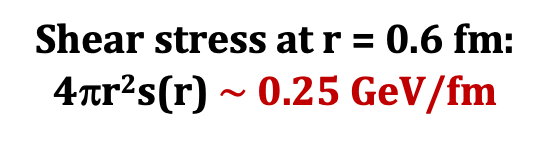 Shear stress at r = 0.6 fm:
4πr²s(r) ~ 0.25 GeV/fm